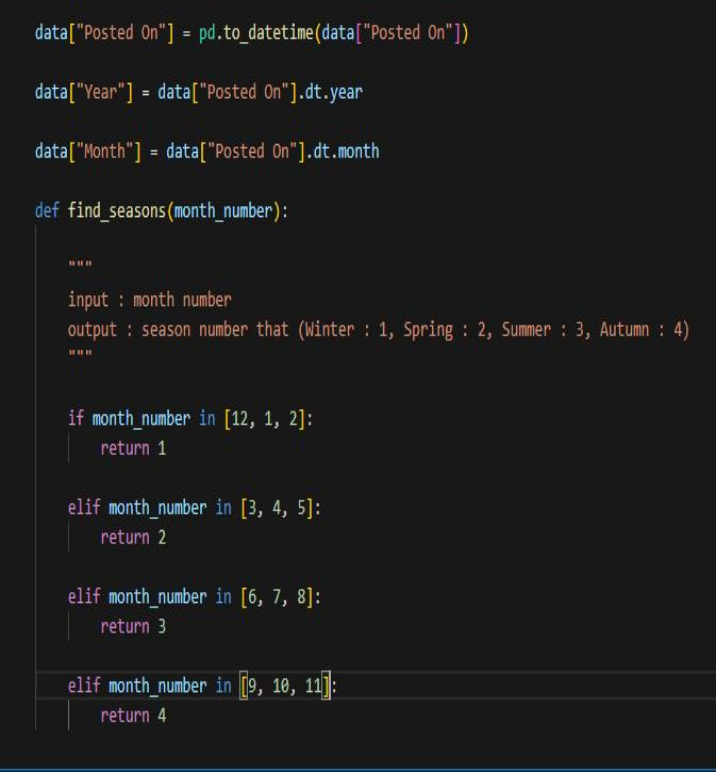 data["Posted On"] = pd.to_datetime(data["Posted On"])
data["Year"] = data["Posted On"].dt.year
data["Month"] = data["Posted On"].dt.month
def find_seasons(month_number):
"""
input : month number
output : season number that (Winter : 1, Spring : 2, Summer : 3, Autumn : 4)
"""
if month_number in [12, 1, 2]:
return 1
elif month_number in [3, 4, 5]:
return 2
elif month_number in [6, 7, 8]:
return 3
elif month_number in [9, 10, 11]:
return 4